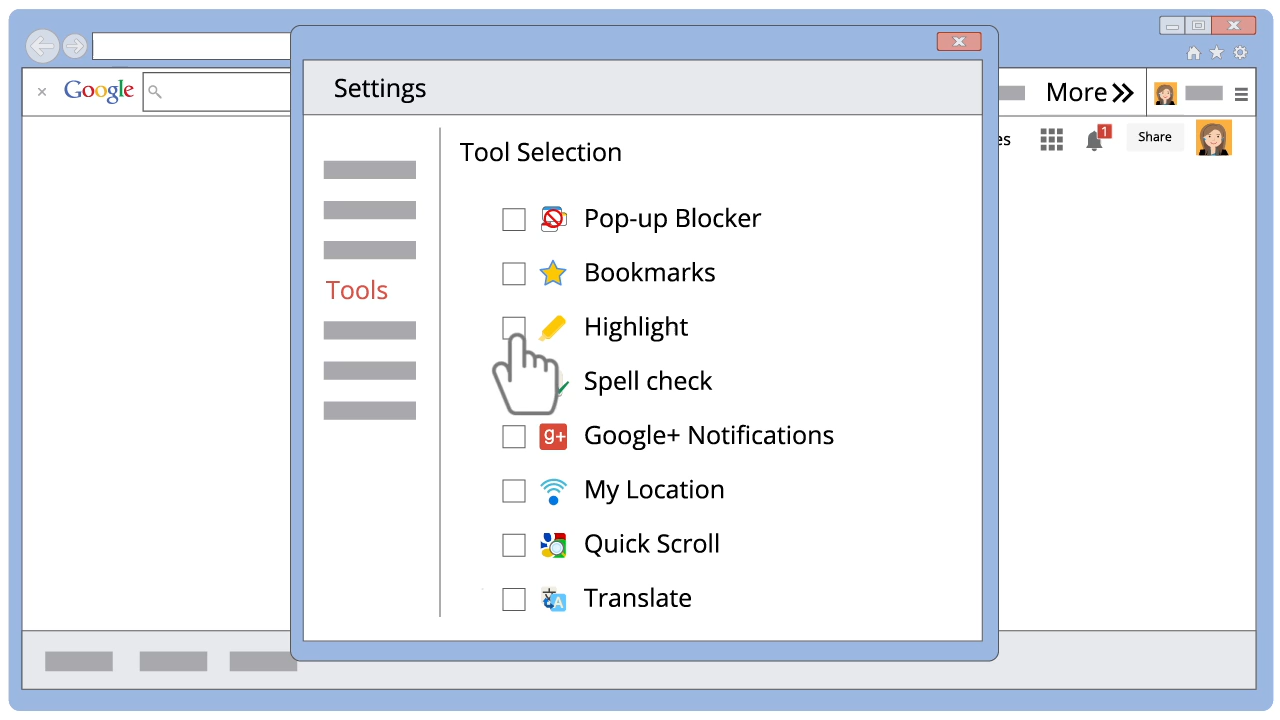 Google
Settings
More
es
1
Share
Tool Selection
Pop-up Blocker
Bookmarks
Tools
Highlight
Spell check
g+
Google+ Notifications
My Location
Quick Scroll
A
Translate